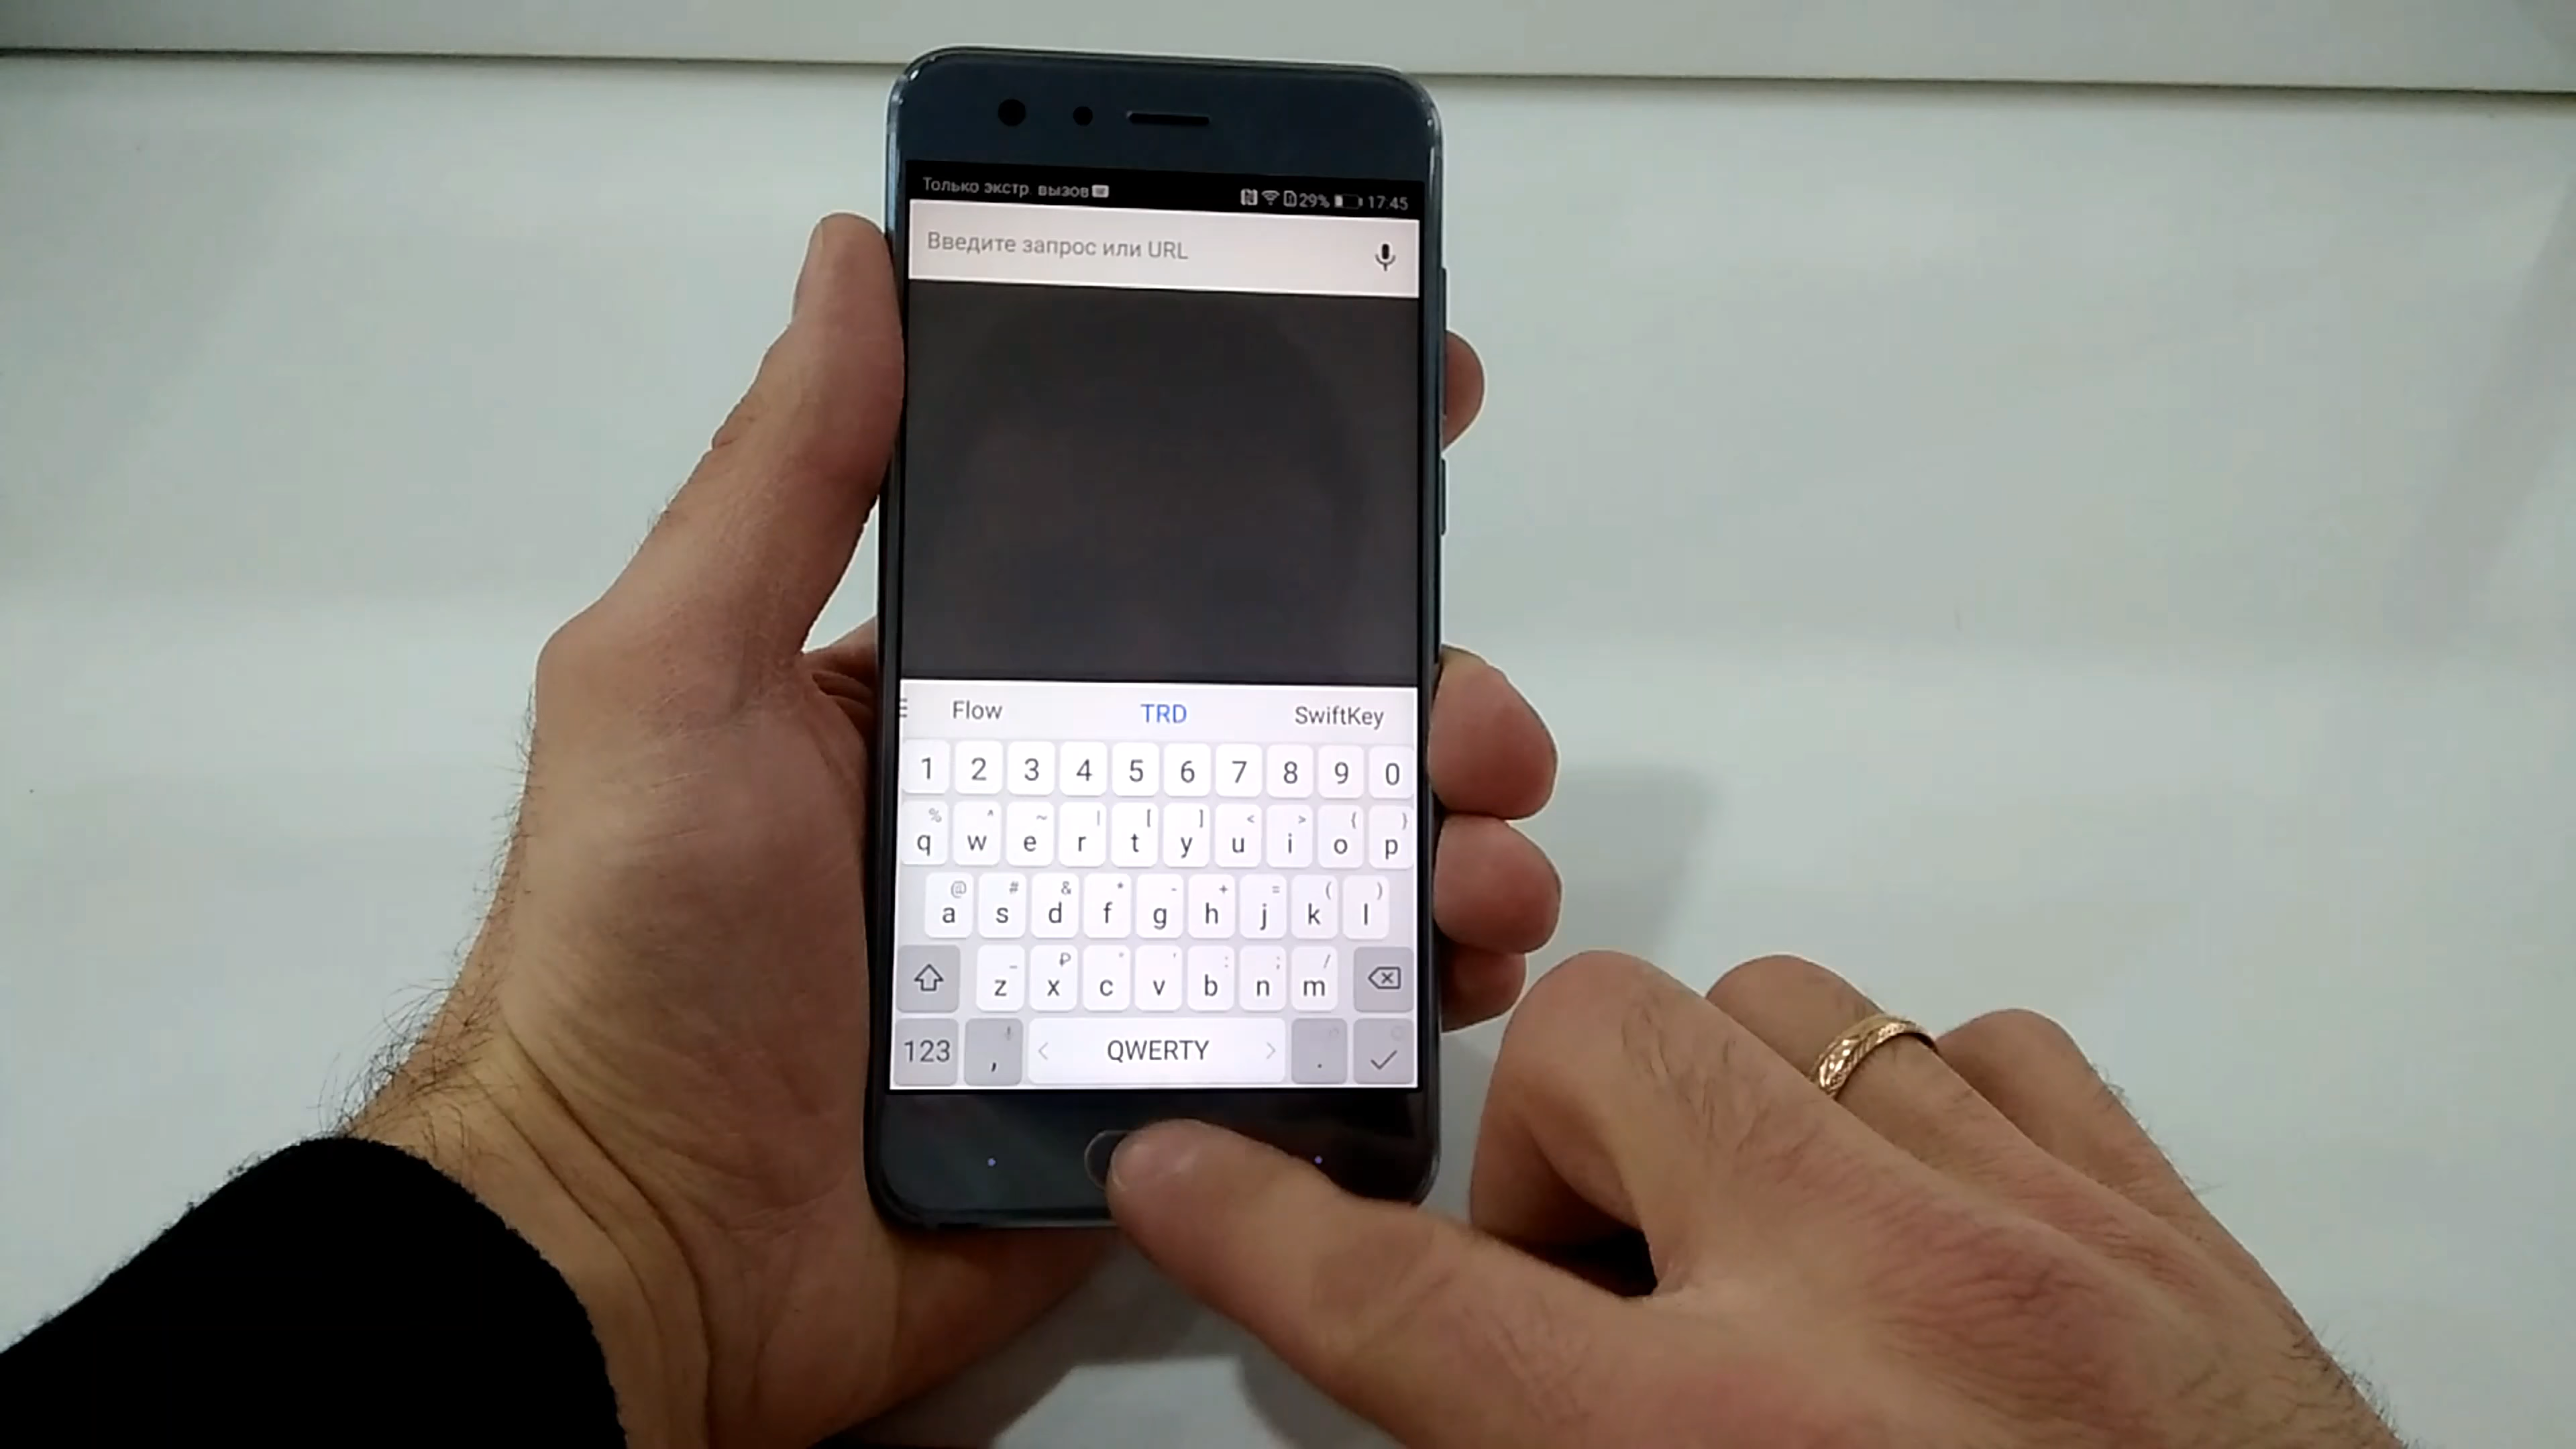 Только экстр. вызов 29% 17:45
Введите запрос или URL
Flow TRD SwiftKey
1 2 3 4 5 6 7 8 9 0
% ^ ~ | [ ] < > { }
q w e r t y u i o p
@ # & * - + = ( )
a s d f g h j k l
_ ₽ " ' : ; /
z x c v b n m
123 , < QWERTY > .